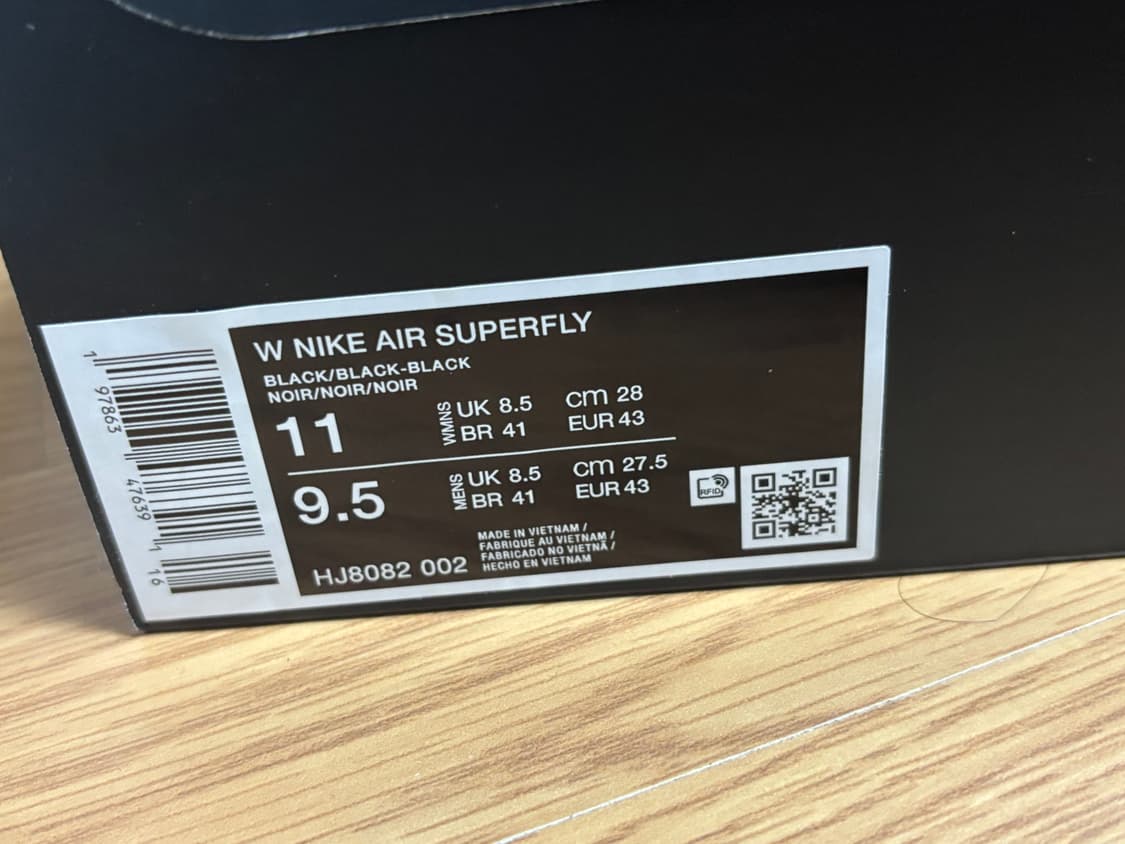 W NIKE AIR SUPERFLY
BLACK/BLACK-BLACK
NOIR/NOIR/NOIR
11 WMNS UK 8.5 cm 28
BR 41 EUR 43
9.5 MENS UK 8.5 cm 27.5
BR 41 EUR 43
RFID
MADE IN VIETNAM /
FABRIQUE AU VIETNAM /
FABRICADO NO VIETNÃ /
HECHO EN VIETNAM
HJ8082 002
1 97863 47639 1 16